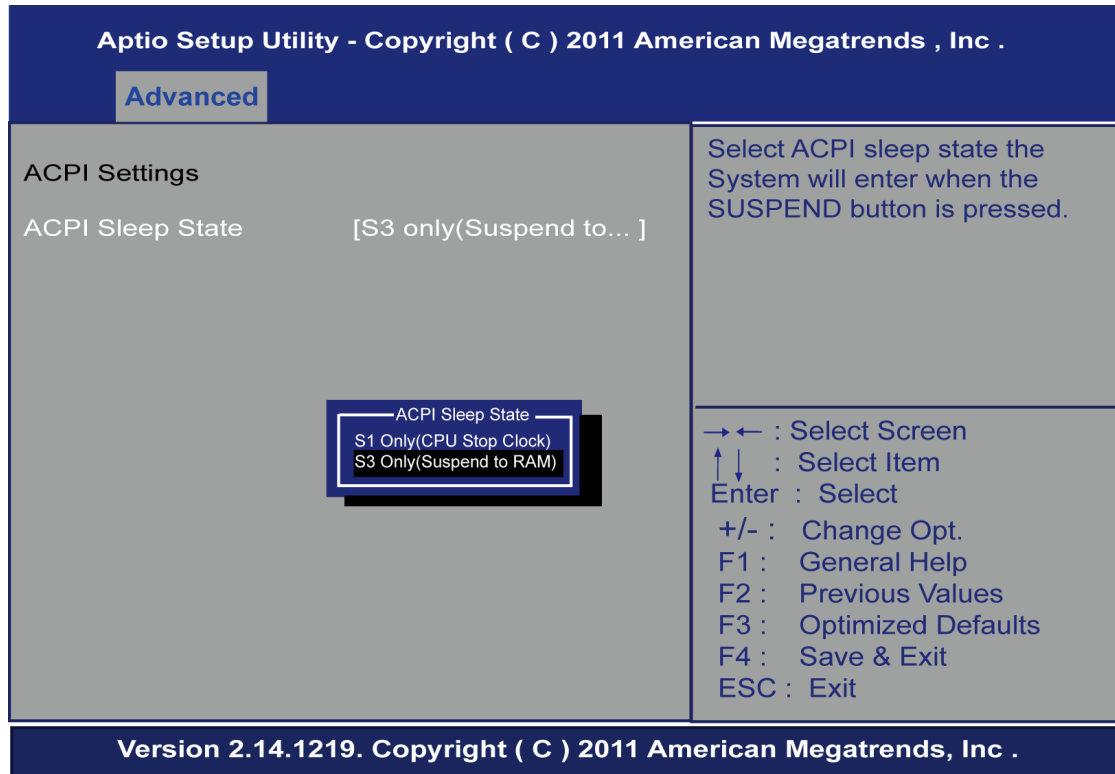 Aptio Setup Utility - Copyright ( C ) 2011 American Megatrends , Inc .
Advanced
ACPI Settings
ACPI Sleep State [S3 only(Suspend to... ]
ACPI Sleep State
S1 Only(CPU Stop Clock)
S3 Only(Suspend to RAM)
Select ACPI sleep state the
System will enter when the
SUSPEND button is pressed.
→ ← : Select Screen
↑ ↓ : Select Item
Enter : Select
+/- : Change Opt.
F1 : General Help
F2 : Previous Values
F3 : Optimized Defaults
F4 : Save & Exit
ESC : Exit
Version 2.14.1219. Copyright ( C ) 2011 American Megatrends, Inc .